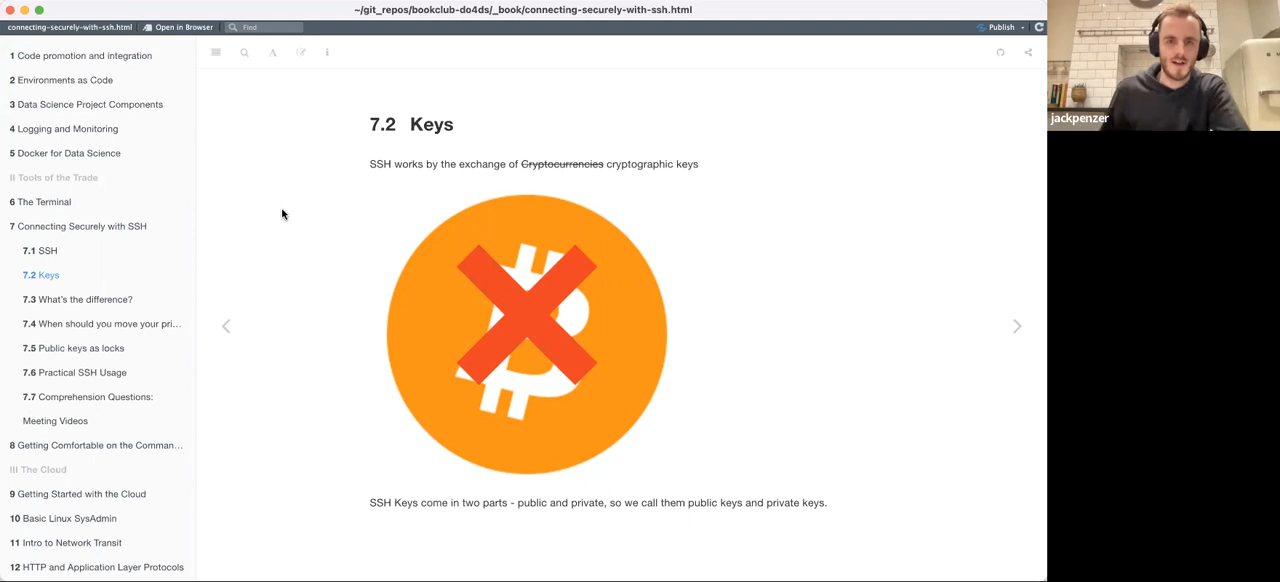 ~/git_repos/bookclub-do4ds/_book/connecting-securely-with-ssh.html
connecting-securely-with-ssh.html Open in Browser Find Publish
1 Code promotion and integration
2 Environments as Code
3 Data Science Project Components
4 Logging and Monitoring
5 Docker for Data Science
II Tools of the Trade
6 The Terminal
7 Connecting Securely with SSH
7.1 SSH
7.2 Keys
7.3 What's the difference?
7.4 When should you move your pri...
7.5 Public keys as locks
7.6 Practical SSH Usage
7.7 Comprehension Questions:
Meeting Videos
8 Getting Comfortable on the Comman...
III The Cloud
9 Getting Started with the Cloud
10 Basic Linux SysAdmin
11 Intro to Network Transit
12 HTTP and Application Layer Protocols
7.2 Keys
SSH works by the exchange of Cryptocurrencies cryptographic keys
SSH Keys come in two parts - public and private, so we call them public keys and private keys.
jackpenzer